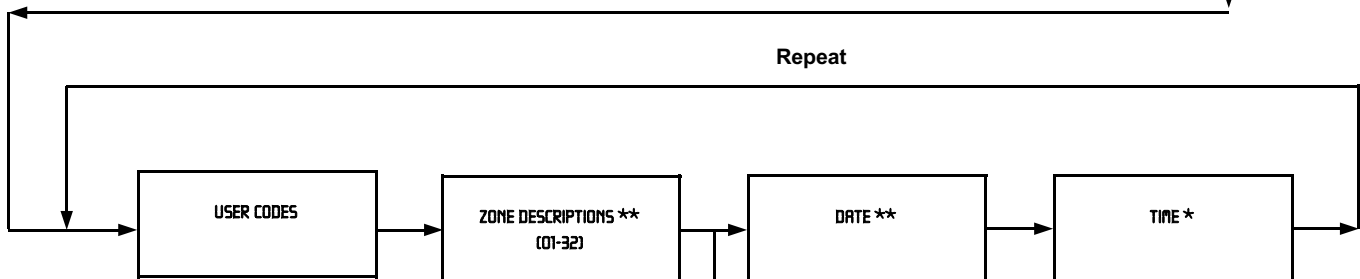 Repeat
USER CODES
ZONE DESCRIPTIONS **
(01-32)
DATE **
TIME *